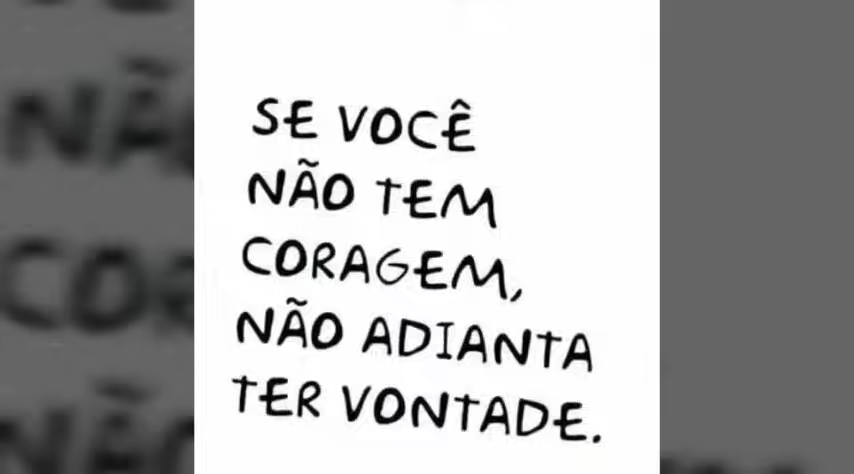 SE VOCÊ
NÃO TEM
CORAGEM,
NÃO ADIANTA
TER VONTADE.